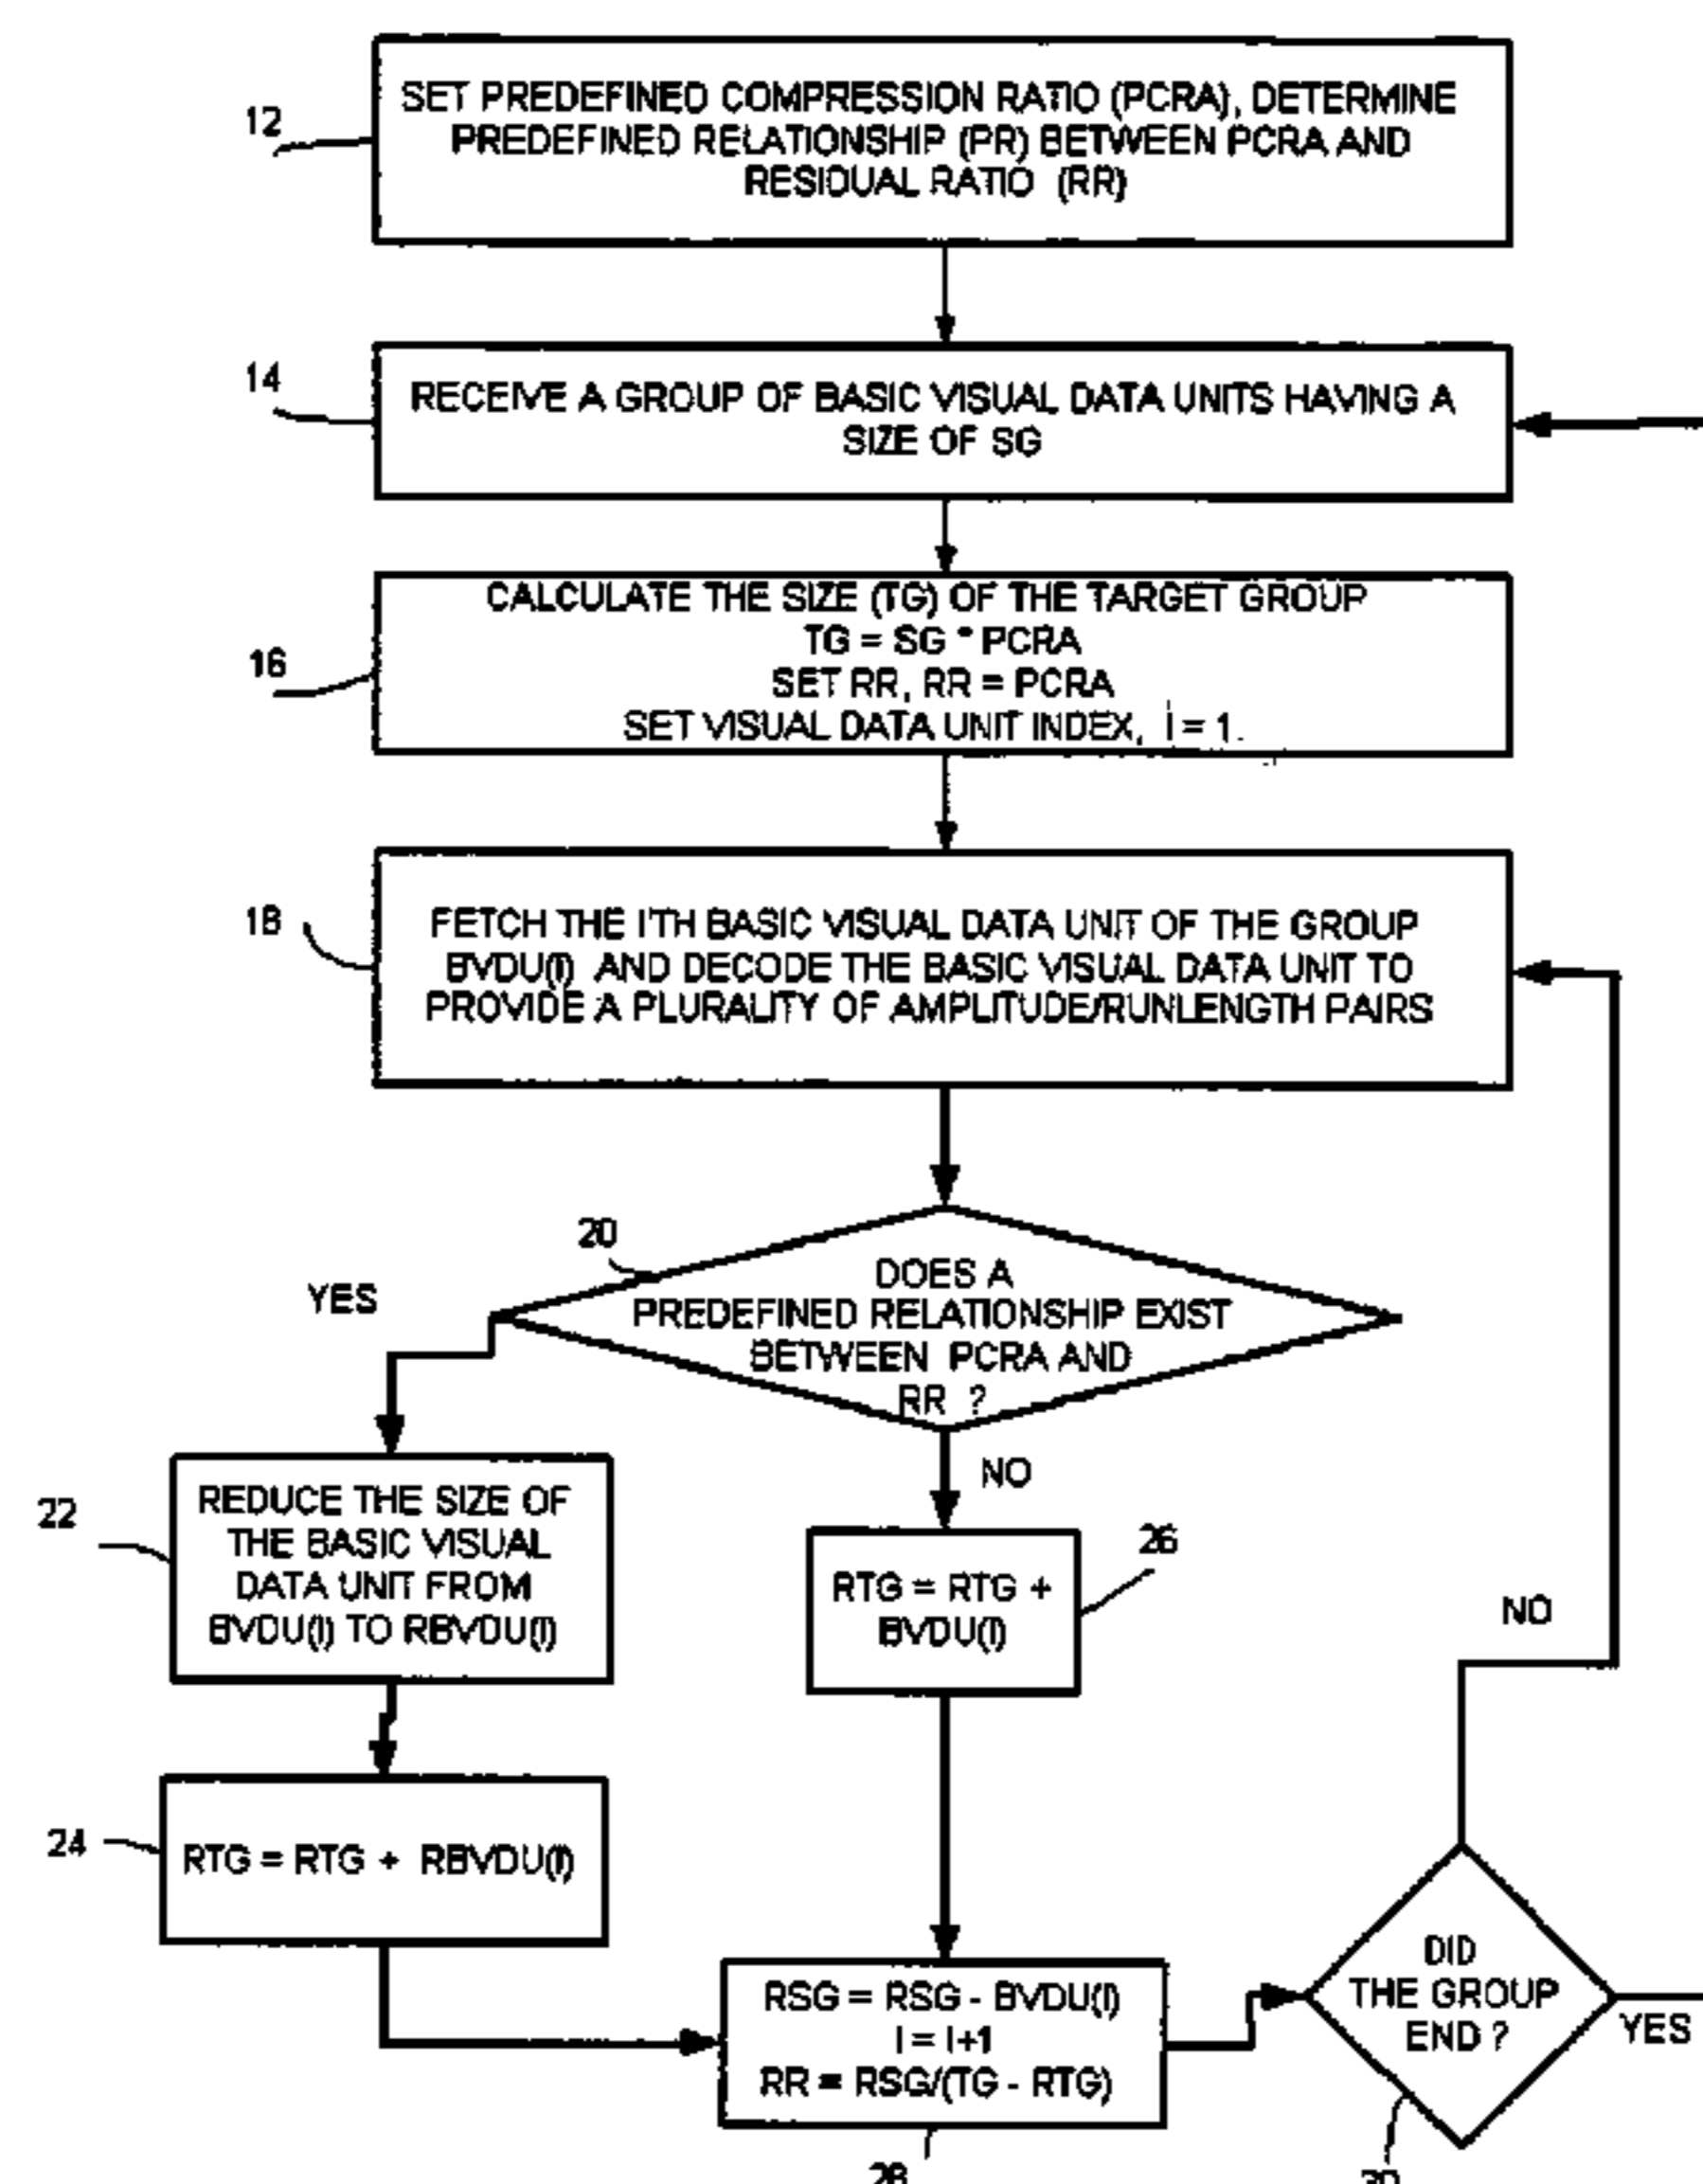 12
SET PREDEFINED COMPRESSION RATIO (PCRA), DETERMINE
PREDEFINED RELATIONSHIP (PR) BETWEEN PCRA AND
RESIDUAL RATIO (RR)
14
RECEIVE A GROUP OF BASIC VISUAL DATA UNITS HAVING A
SIZE OF SG
16
CALCULATE THE SIZE (TG) OF THE TARGET GROUP
TG = SG * PCRA
SET RR, RR = PCRA
SET VISUAL DATA UNIT INDEX, I = 1.
18
FETCH THE I'TH BASIC VISUAL DATA UNIT OF THE GROUP
BVDU(I) AND DECODE THE BASIC VISUAL DATA UNIT TO
PROVIDE A PLURALITY OF AMPLITUDE/RUNLENGTH PAIRS
20
YES
DOES A
PREDEFINED RELATIONSHIP EXIST
BETWEEN PCRA AND
RR ?
NO
22
REDUCE THE SIZE OF
THE BASIC VISUAL
DATA UNIT FROM
BVDU(I) TO RBVDU(I)
26
RTG = RTG +
BVDU(I)
NO
24
RTG = RTG + RBVDU(I)
RSG = RSG - BVDU(I)
I = I+1
RR = RSG/(TG - RTG)
28
DID
THE GROUP
END ?
YES
30